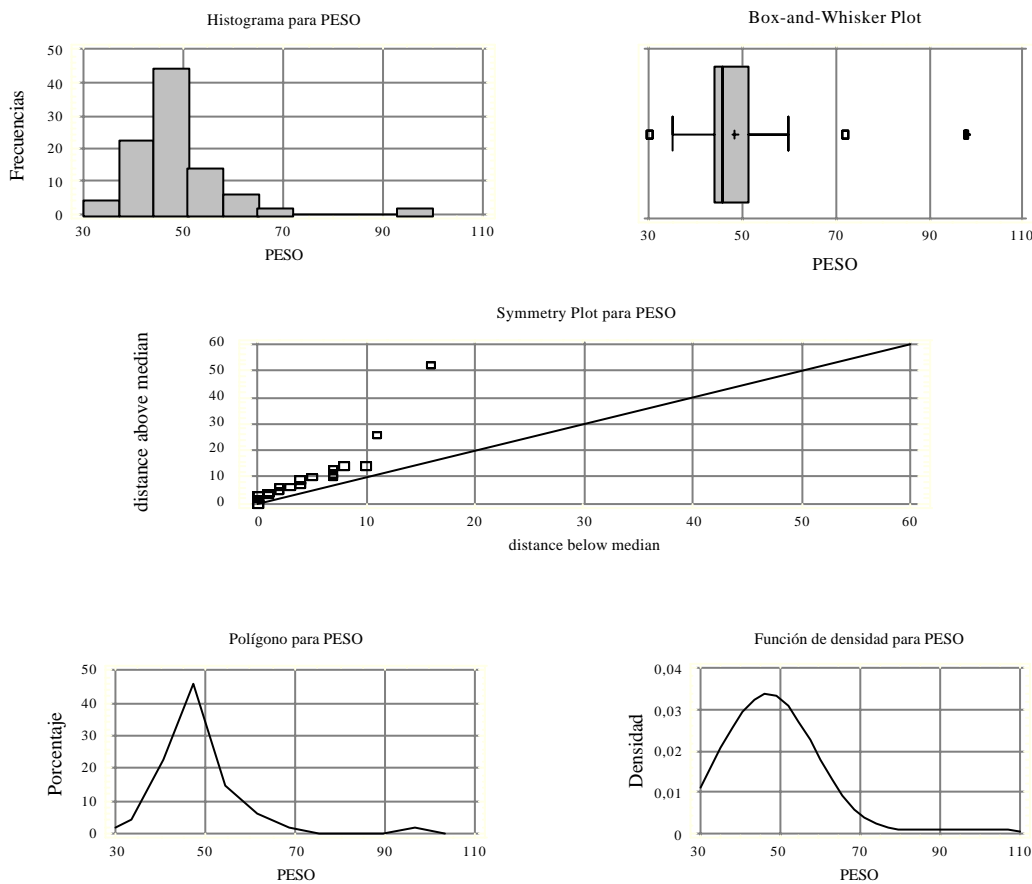 Histograma para PESO
Frecuencias
50
40
30
20
10
0
30 50 70 90 110
PESO
Box-and-Whisker Plot
30 50 70 90 110
PESO
Symmetry Plot para PESO
distance above median
60
50
40
30
20
10
0
0 10 20 30 40 50 60
distance below median
Polígono para PESO
Porcentaje
50
40
30
20
10
0
30 50 70 90 110
PESO
Función de densidad para PESO
Densidad
0,04
0,03
0,02
0,01
0
30 50 70 90 110
PESO